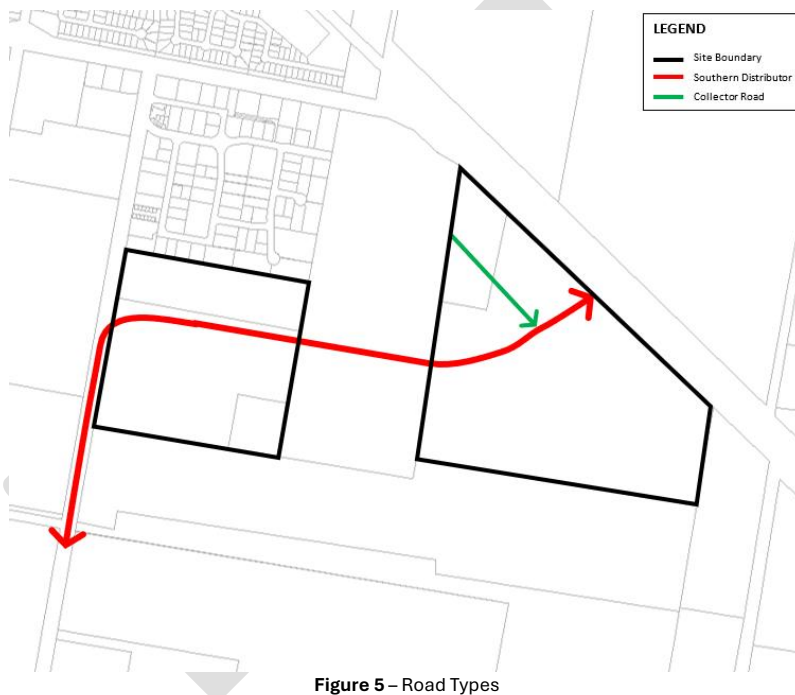 LEGEND
Site Boundary
Southern Distributor
Collector Road
Figure 5 – Road Types